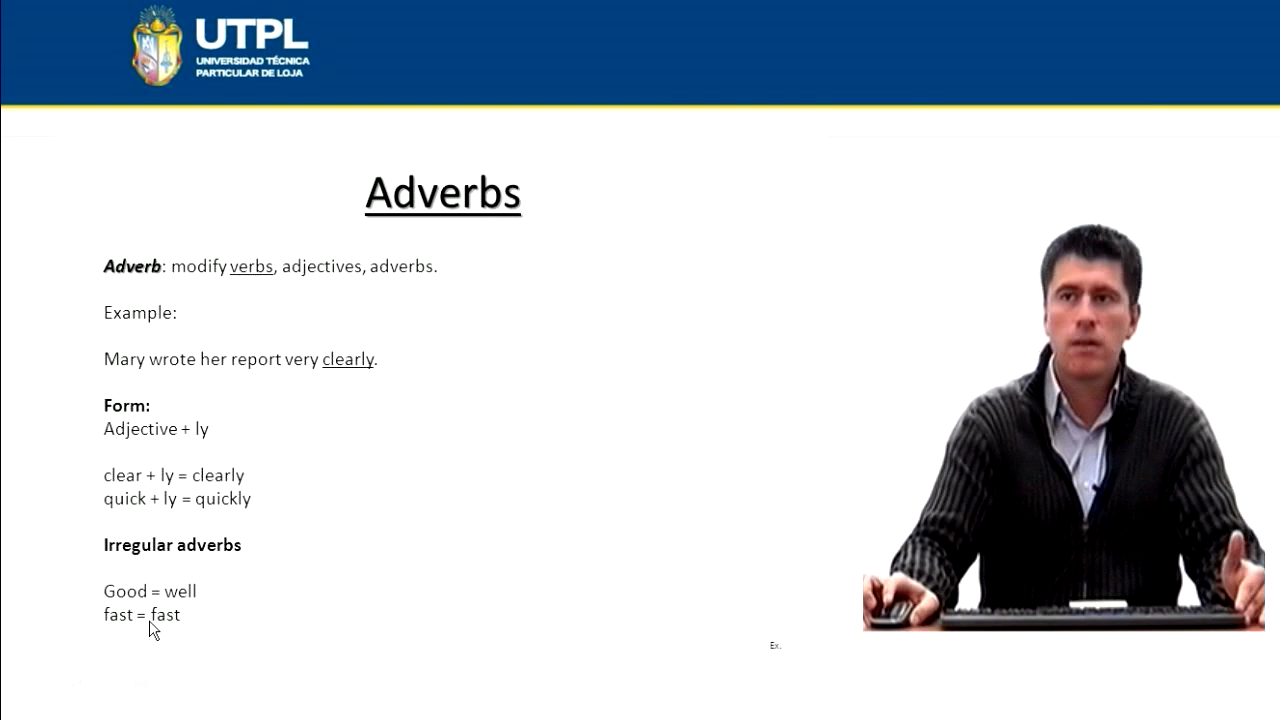 UTPL
UNIVERSIDAD TÉCNICA
PARTICULAR DE LOJA
Adverbs
Adverb: modify verbs, adjectives, adverbs.
Example:
Mary wrote her report very clearly.
Form:
Adjective + ly
clear + ly = clearly
quick + ly = quickly
Irregular adverbs
Good = well
fast = fast
Ex.